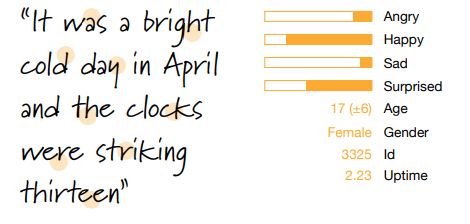 "It was a bright
cold day in April
and the clocks
were striking
thirteen"
Angry
Happy
Sad
Surprised
17 (±6) Age
Female Gender
3325 Id
2.23 Uptime